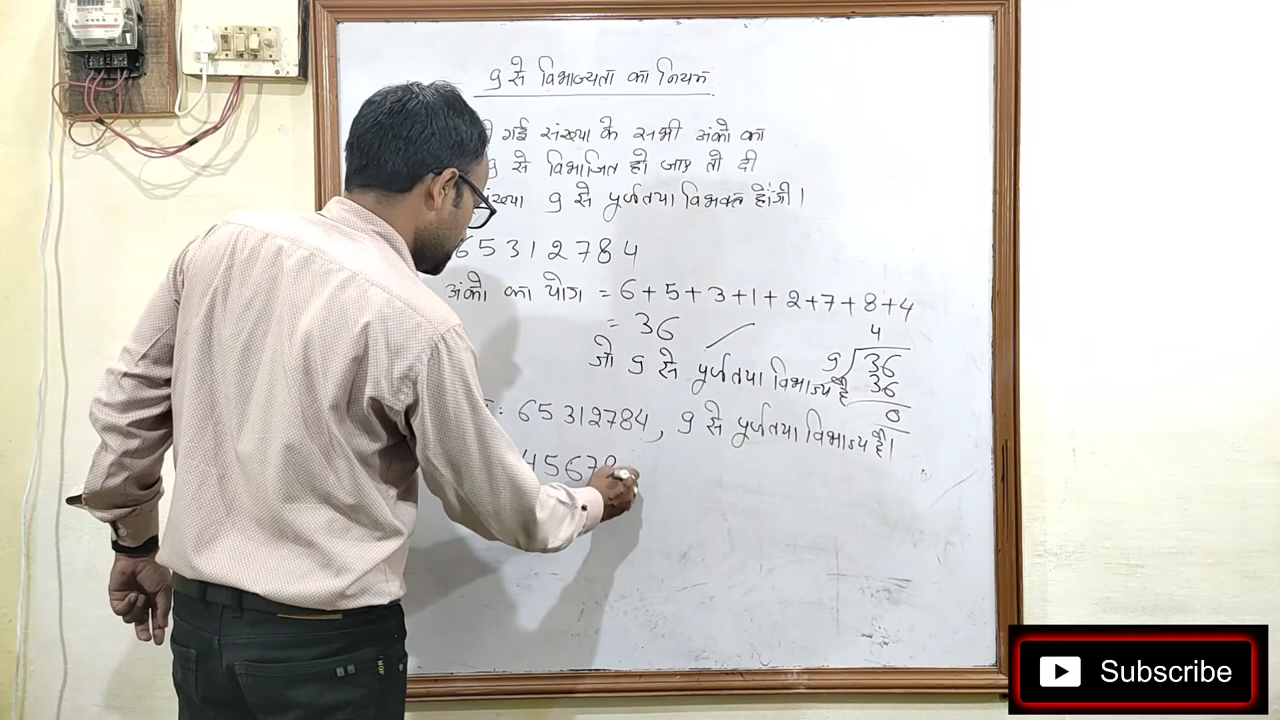 9 से विभाज्यता का नियम
गई संख्या के सभी अंको का
9 से विभाजित हो जाए तो दी
संख्या 9 से पूर्णतया विभक्त होगी।
65312784
अंको का योग = 6+5+3+1+2+7+8+4
= 36
जो 9 से पूर्णतया विभाज्य है
4
9 36
36
0
65312784, 9 से पूर्णतया विभाज्य है।
45678
Subscribe